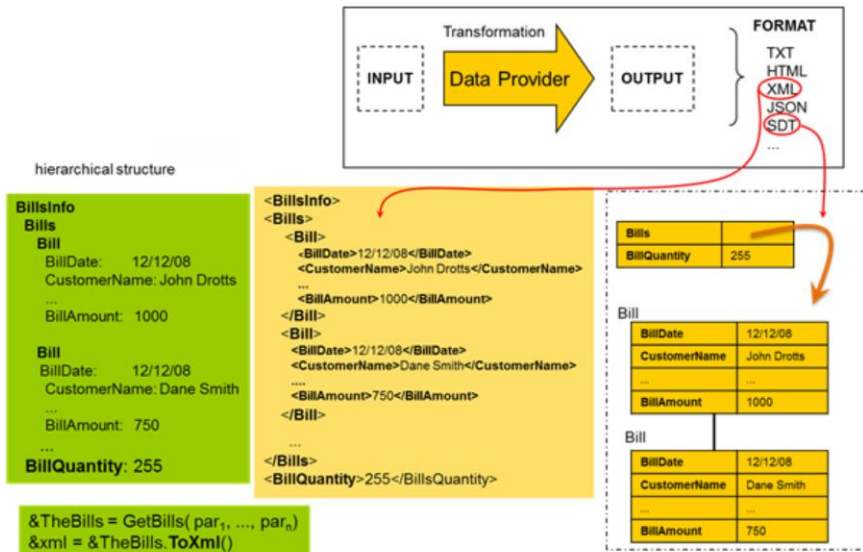 Transformation
INPUT
Data Provider
OUTPUT
FORMAT
TXT
HTML
XML
JSON
SDT
...
hierarchical structure
BillsInfo
Bills
Bill
BillDate: 12/12/08
CustomerName: John Drotts
...
BillAmount: 1000
Bill
BillDate: 12/12/08
CustomerName: Dane Smith
...
BillAmount: 750
...
BillQuantity: 255
<BillsInfo>
<Bills>
<Bill>
<BillDate>12/12/08</BillDate>
<CustomerName>John Drotts</CustomerName>
...
<BillAmount>1000</BillAmount>
</Bill>
<Bill>
<BillDate>12/12/08</BillDate>
<CustomerName>Dane Smith</CustomerName>
....
<BillAmount>750</BillAmount>
</Bill>
...
</Bills>
<BillQuantity>255</BillsQuantity>
Bills
BillQuantity 255
Bill
BillDate 12/12/08
CustomerName John Drotts
... ...
BillAmount 1000
Bill
BillDate 12/12/08
CustomerName Dane Smith
... ...
BillAmount 750
&TheBills = GetBills( par1, ..., parn)
&xml = &TheBills.ToXml()